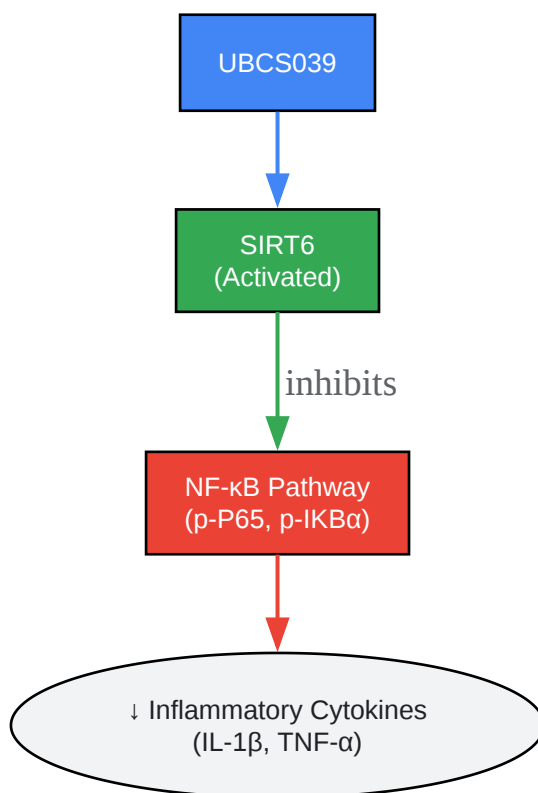 UBCS039
SIRT6
(Activated)
inhibits
NF-κB Pathway
(p-P65, p-IKBα)
↓ Inflammatory Cytokines
(IL-1β, TNF-α)